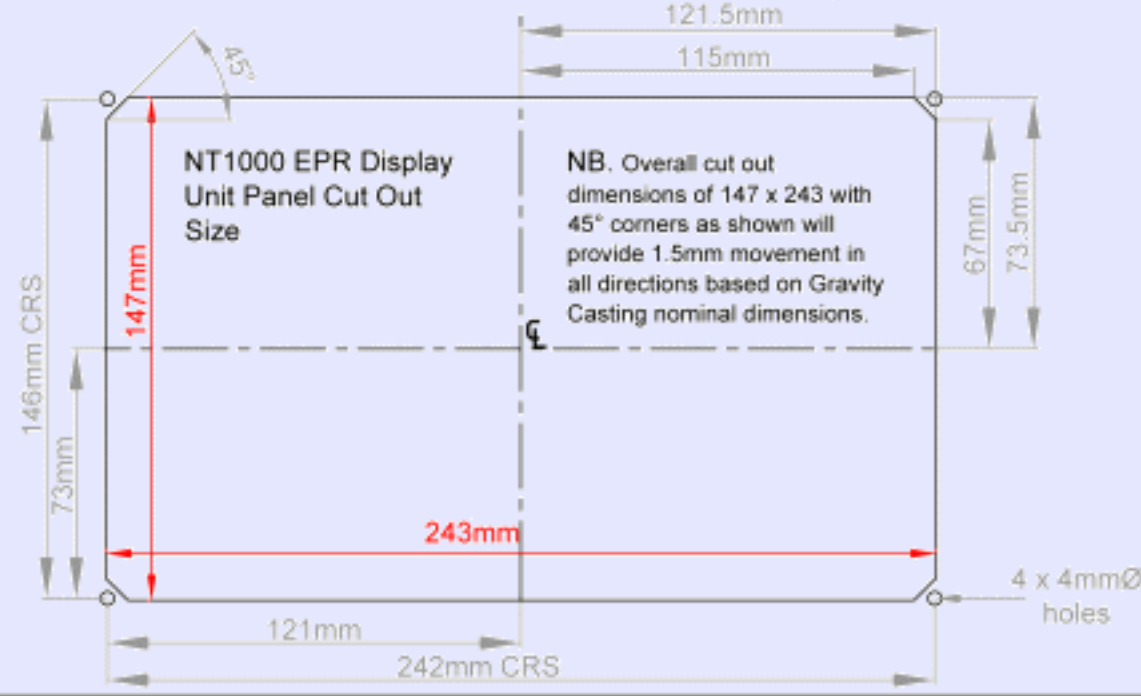 121.5mm
115mm
45°
NT1000 EPR Display
Unit Panel Cut Out
Size
NB. Overall cut out
dimensions of 147 x 243 with
45° corners as shown will
provide 1.5mm movement in
all directions based on Gravity
Casting nominal dimensions.
147mm
146mm CRS
73mm
67mm
73.5mm
CL
243mm
4 x 4mmØ
holes
121mm
242mm CRS